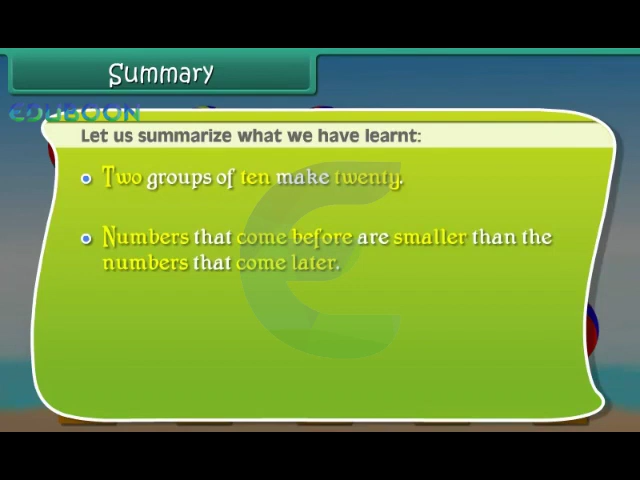 Summary
EDUBOON
Let us summarize what we have learnt:
Two groups of ten make twenty.
Numbers that come before are smaller than the
numbers that come later.